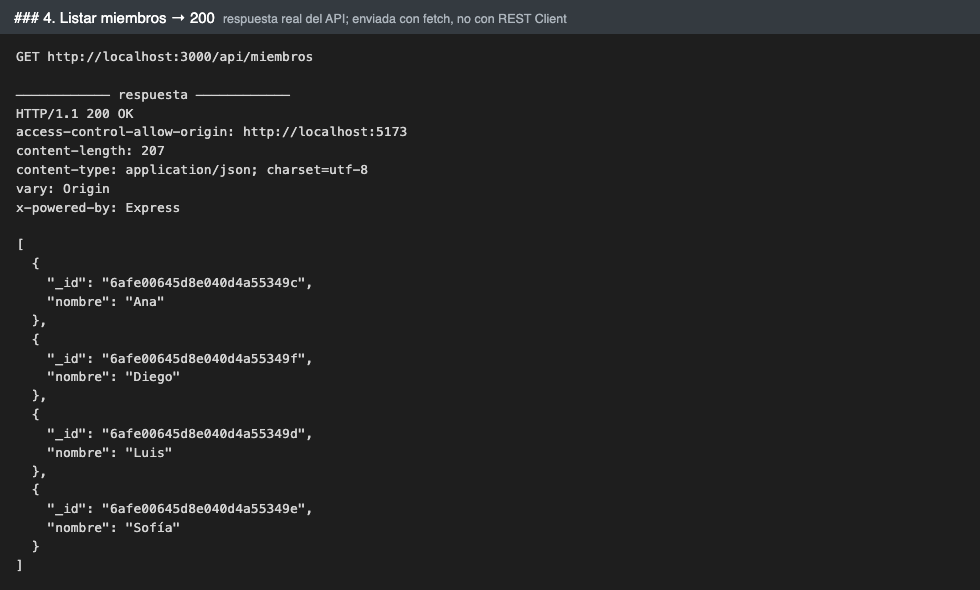 ### 4. Listar miembros → 200 respuesta real del API; enviada con fetch, no con REST Client
GET http://localhost:3000/api/miembros
──────────── respuesta ────────────
HTTP/1.1 200 OK
access-control-allow-origin: http://localhost:5173
content-length: 207
content-type: application/json; charset=utf-8
vary: Origin
x-powered-by: Express
[
  {
    "_id": "6afe00645d8e040d4a55349c",
    "nombre": "Ana"
  },
  {
    "_id": "6afe00645d8e040d4a55349f",
    "nombre": "Diego"
  },
  {
    "_id": "6afe00645d8e040d4a55349d",
    "nombre": "Luis"
  },
  {
    "_id": "6afe00645d8e040d4a55349e",
    "nombre": "Sofía"
  }
]